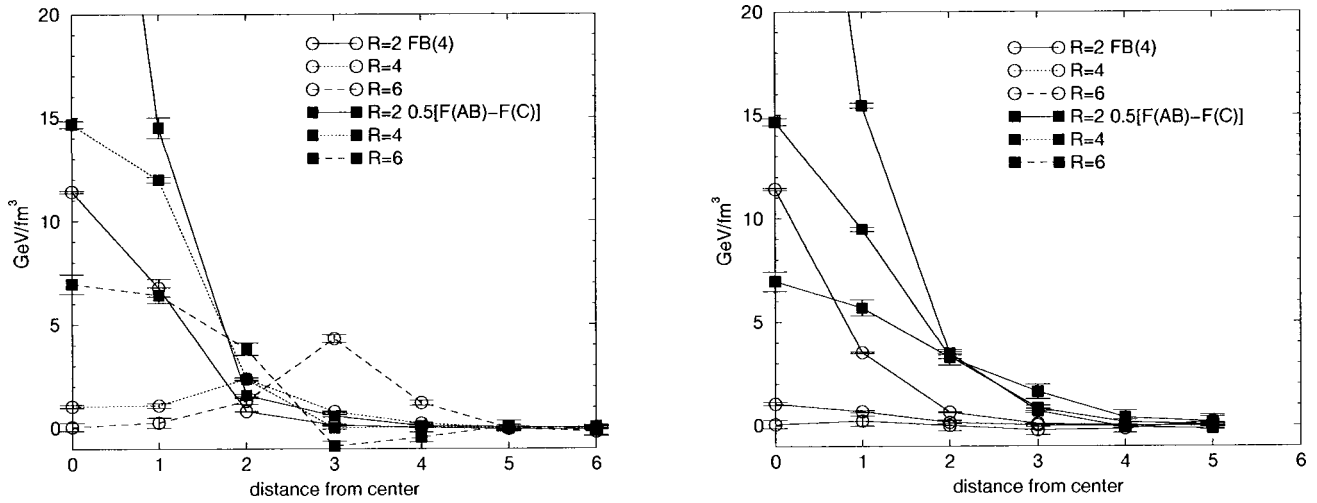 20
15
10
5
0
GeV/fm³
R=2 FB(4)
R=4
R=6
R=2 0.5[F(AB)−F(C)]
R=4
R=6
0 1 2 3 4 5 6
distance from center
20
15
10
5
0
GeV/fm³
R=2 FB(4)
R=4
R=6
R=2 0.5[F(AB)−F(C)]
R=4
R=6
0 1 2 3 4 5 6
distance from center